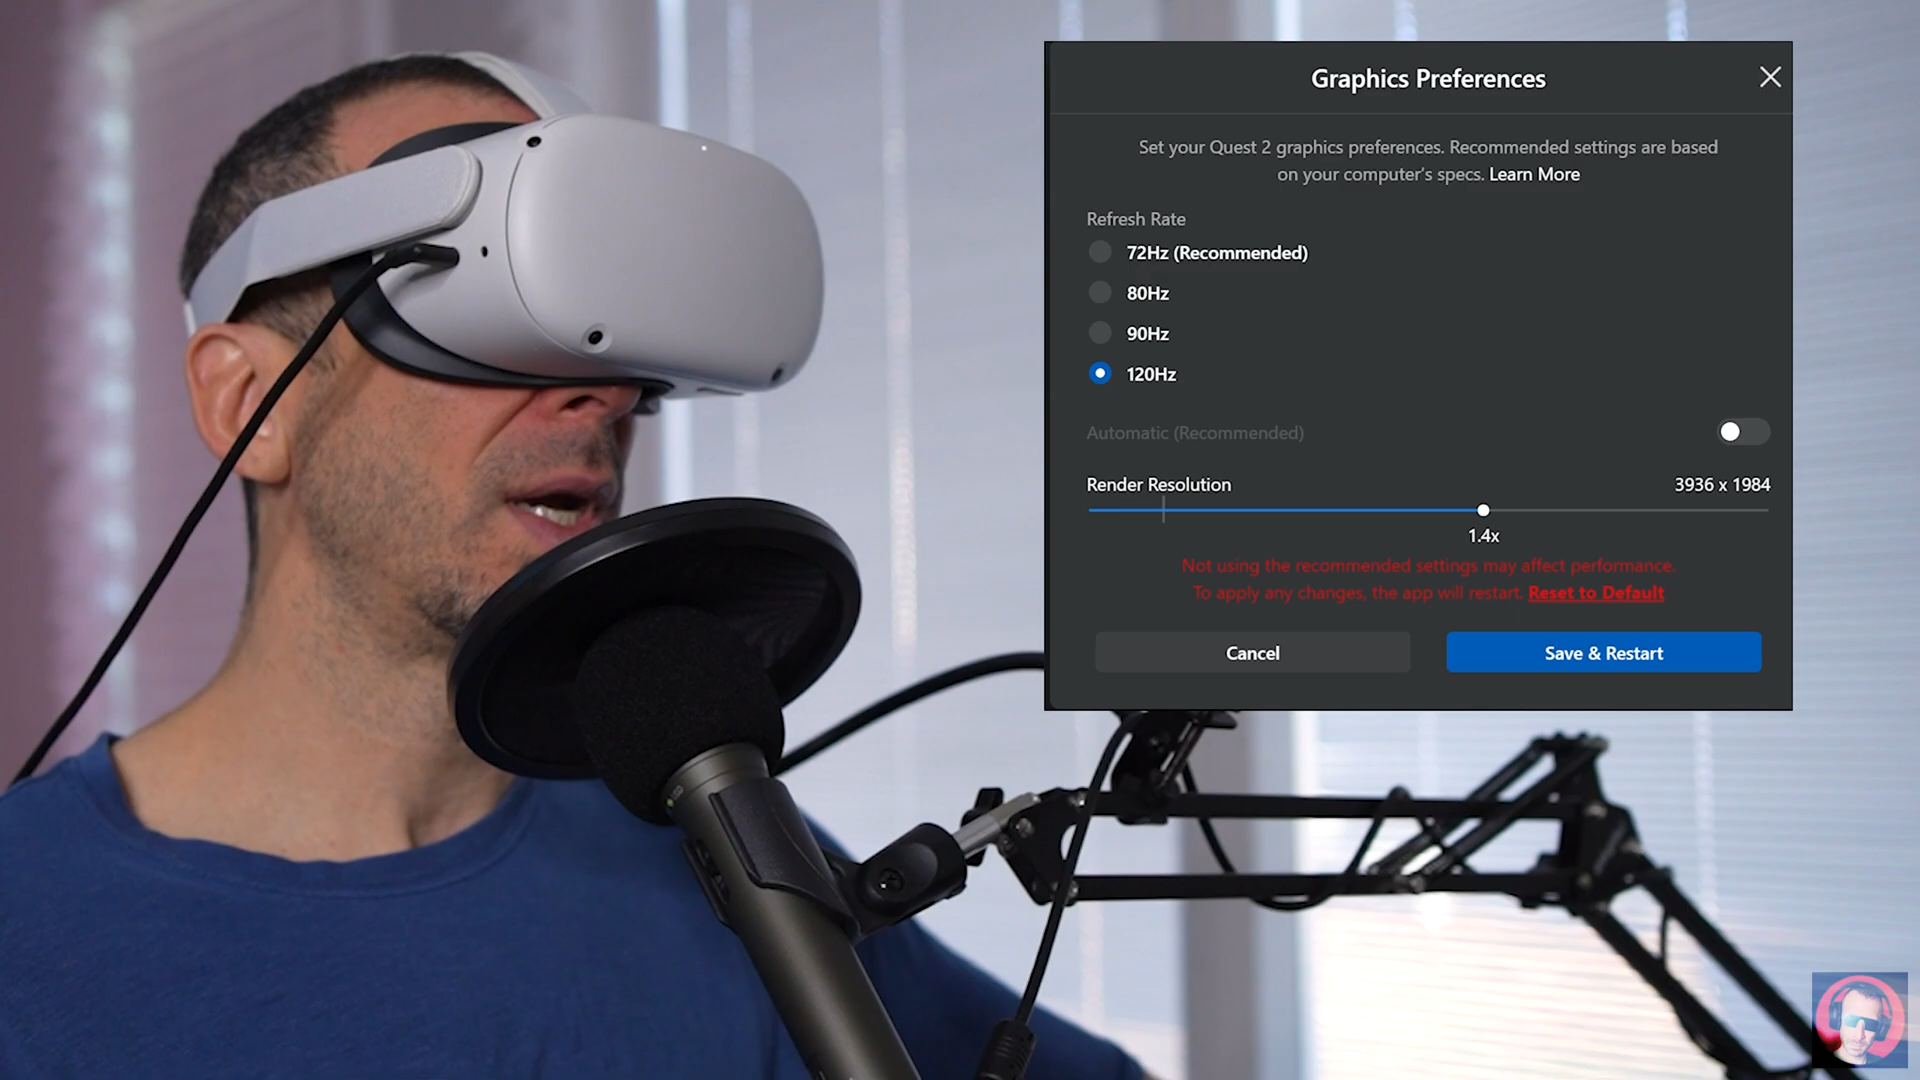 Graphics Preferences
Set your Quest 2 graphics preferences. Recommended settings are based
on your computer's specs. Learn More
Refresh Rate
72Hz (Recommended)
80Hz
90Hz
120Hz
Automatic (Recommended)
Render Resolution
3936 x 1984
1.4x
Not using the recommended settings may affect performance.
To apply any changes, the app will restart. Reset to Default
Cancel
Save & Restart